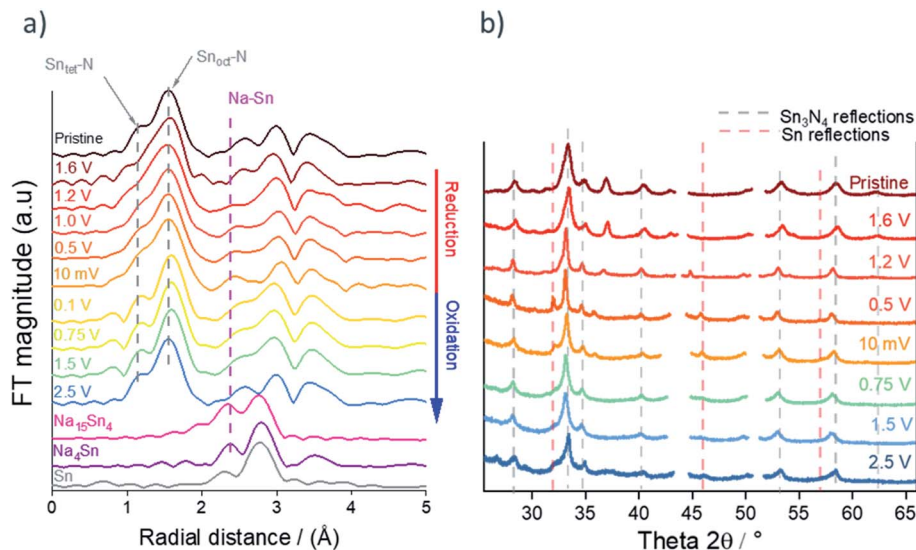 a)
Sn_tet-N
Sn_oct-N
Na-Sn
Pristine
1.6 V
1.2 V
1.0 V
0.5 V
10 mV
0.1 V
0.75 V
1.5 V
2.5 V
Na₁₅Sn₄
Na₄Sn
Sn
Reduction
Oxidation
FT magnitude (a.u)
0 1 2 3 4 5
Radial distance / (Å)
b)
Sn₃N₄ reflections
Sn reflections
Pristine
1.6 V
1.2 V
0.5 V
10 mV
0.75 V
1.5 V
2.5 V
30 35 40 45 50 55 60 65
Theta 2θ / °